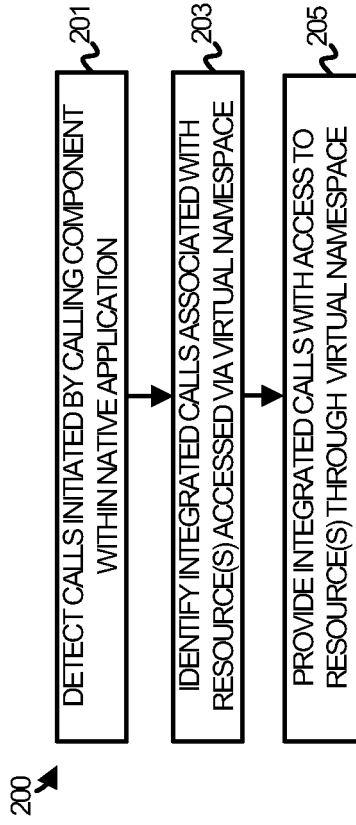 200
DETECT CALLS INITIATED BY CALLING COMPONENT
WITHIN NATIVE APPLICATION
201
IDENTIFY INTEGRATED CALLS ASSOCIATED WITH
RESOURCE(S) ACCESSED VIA VIRTUAL NAMESPACE
203
PROVIDE INTEGRATED CALLS WITH ACCESS TO
RESOURCE(S) THROUGH VIRTUAL NAMESPACE
205